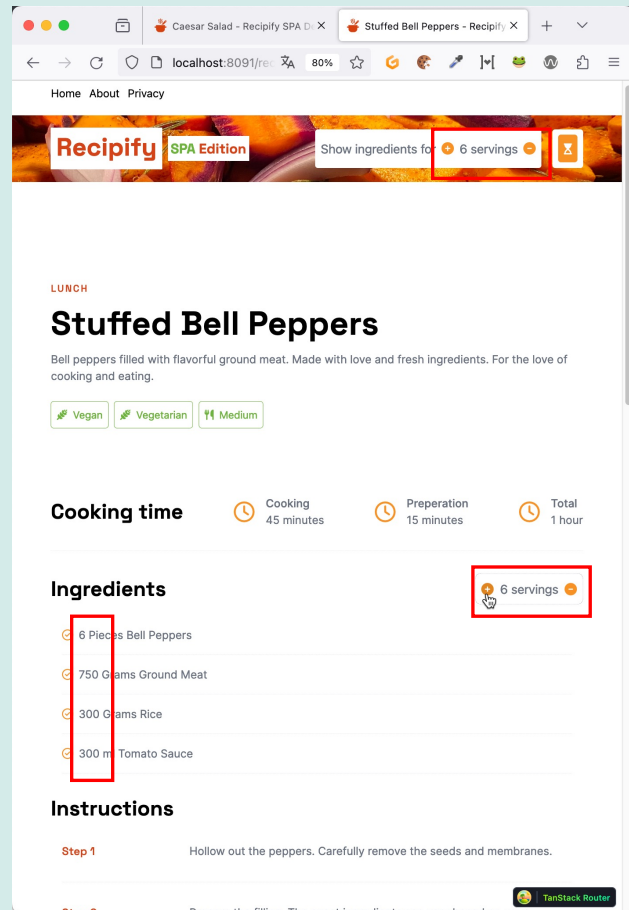 Caesar Salad - Recipify SPA D
Stuffed Bell Peppers - Recipify
localhost:8091/rec
80%
Home About Privacy
Recipify SPA Edition
Show ingredients for 6 servings
LUNCH
Stuffed Bell Peppers
Bell peppers filled with flavorful ground meat. Made with love and fresh ingredients. For the love of
cooking and eating.
Vegan Vegetarian Medium
Cooking time
Cooking
45 minutes
Preperation
15 minutes
Total
1 hour
Ingredients
6 servings
6 Pieces Bell Peppers
750 Grams Ground Meat
300 Grams Rice
300 ml Tomato Sauce
Instructions
Step 1 Hollow out the peppers. Carefully remove the seeds and membranes.
TanStack Router